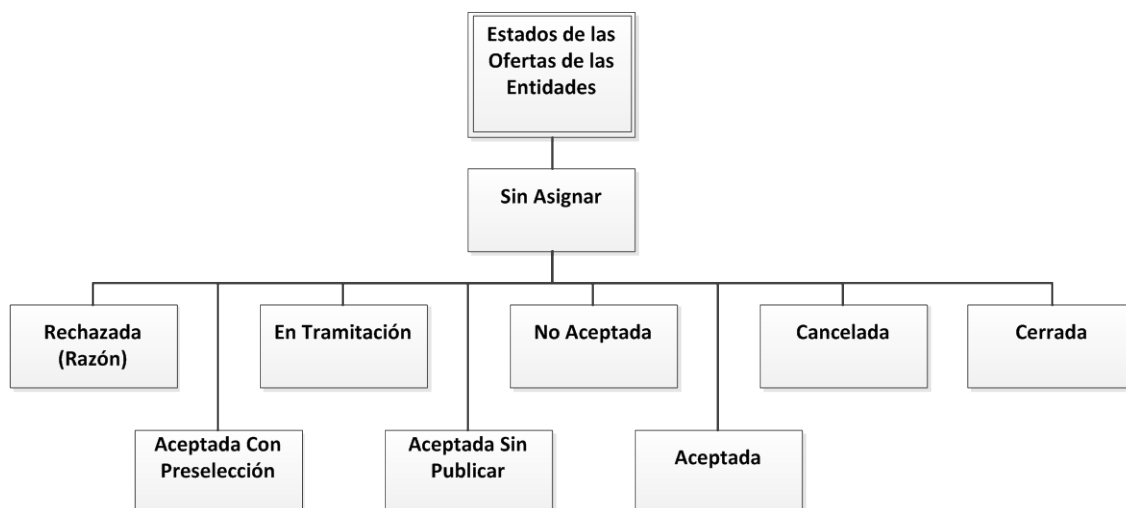 Estados de las
Ofertas de las
Entidades
Sin Asignar
Rechazada
(Razón)
En Tramitación
No Aceptada
Cancelada
Cerrada
Aceptada Con
Preselección
Aceptada Sin
Publicar
Aceptada